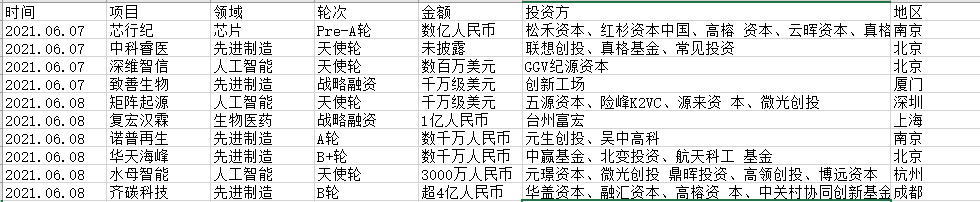 时间 项目 领域 轮次 金额 投资方 地区
2021.06.07 芯行纪 芯片 Pre-A轮 数亿人民币 松禾资本、红杉资本中国、高榕 资本、云晖资本、真格 南京
2021.06.07 中科睿医 先进制造 天使轮 未披露 联想创投、真格基金、常见投资 北京
2021.06.07 深维智信 人工智能 天使轮 数百万美元 GGV纪源资本 北京
2021.06.07 致善生物 先进制造 战略融资 千万级美元 创新工场 厦门
2021.06.08 矩阵起源 人工智能 天使轮 千万级美元 五源资本、险峰K2VC、源来资 本、微光创投 深圳
2021.06.08 复宏汉霖 生物医药 战略融资 1亿人民币 台州富宏 上海
2021.06.08 诺普再生 先进制造 A轮 数千万人民币 元生创投、吴中高科 南京
2021.06.08 华天海峰 先进制造 B+轮 数千万人民币 中赢基金、北变投资、航天科工 基金 北京
2021.06.08 水母智能 人工智能 天使轮 3000万人民币 元璟资本、微光创投 鼎晖投资、高领创投、博远资本 杭州
2021.06.08 齐碳科技 先进制造 B轮 超4亿人民币 华盖资本、融汇资本、高榕资 本、中关村协同创新基金 成都